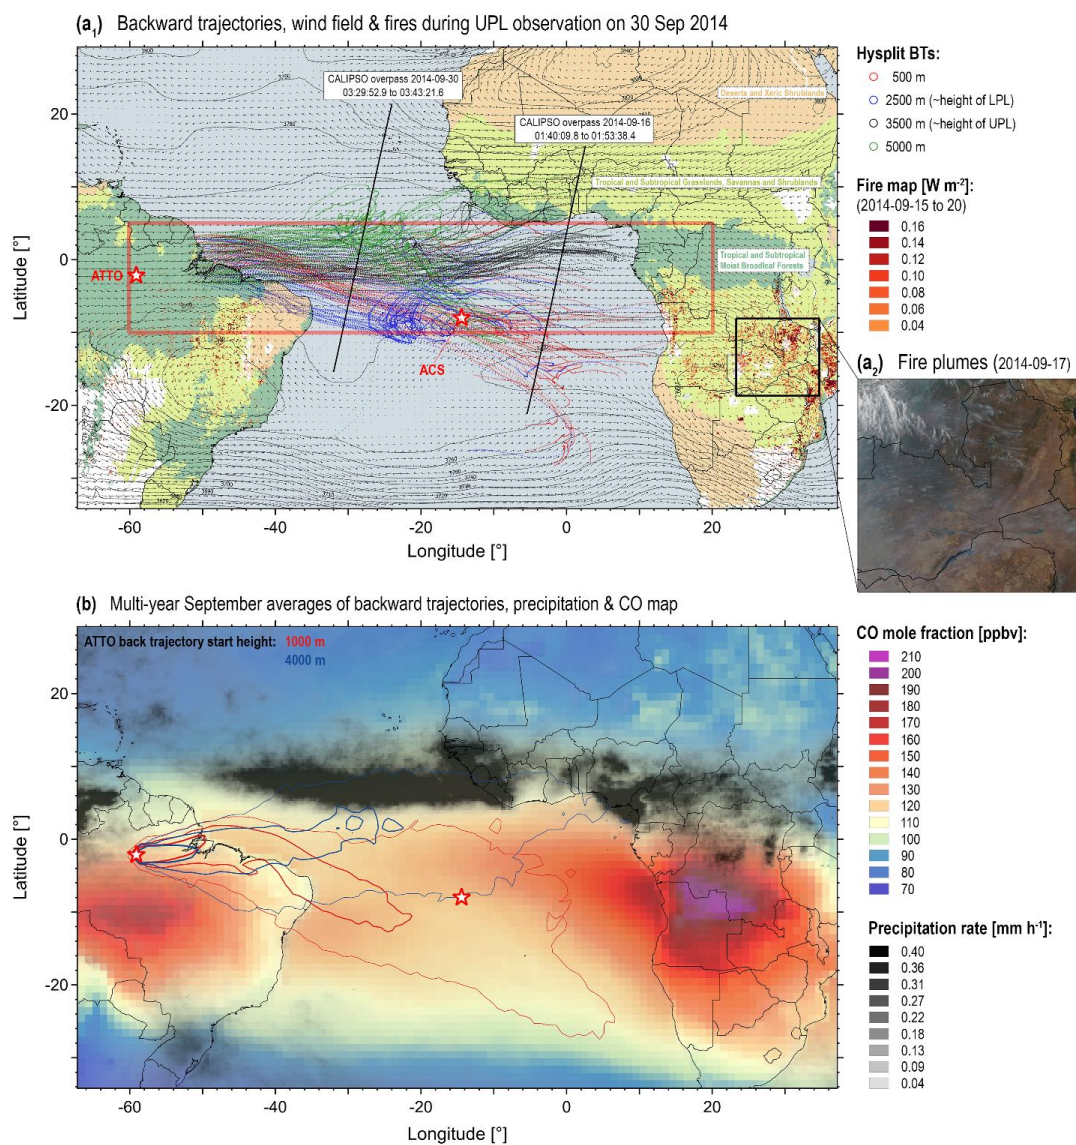 (a1) Backward trajectories, wind field & fires during UPL observation on 30 Sep 2014
CALIPSO overpass 2014-09-30
03:29:52.9 to 03:43:21.6
CALIPSO overpass 2014-09-16
01:40:09.8 to 01:53:38.4
Deserts and Xeric Shrublands
Tropical and Subtropical Grasslands, Savannas and Shrublands
Tropical and Subtropical
Moist Broadleaf Forests
ATTO
ACS
Latitude [°]
20
0
-20
-60
-40
-20
0
20
Longitude [°]
Hysplit BTs:
500 m
2500 m (~height of LPL)
3500 m (~height of UPL)
5000 m
Fire map [W m-2]:
(2014-09-15 to 20)
0.16
0.14
0.12
0.10
0.08
0.06
0.04
(a2) Fire plumes (2014-09-17)
(b) Multi-year September averages of backward trajectories, precipitation & CO map
ATTO back trajectory start height: 1000 m
4000 m
Latitude [°]
20
0
-20
-60
-40
-20
0
20
Longitude [°]
CO mole fraction [ppbv]:
210
200
190
180
170
160
150
140
130
120
110
100
90
80
70
Precipitation rate [mm h-1]:
0.40
0.36
0.31
0.27
0.22
0.18
0.13
0.09
0.04